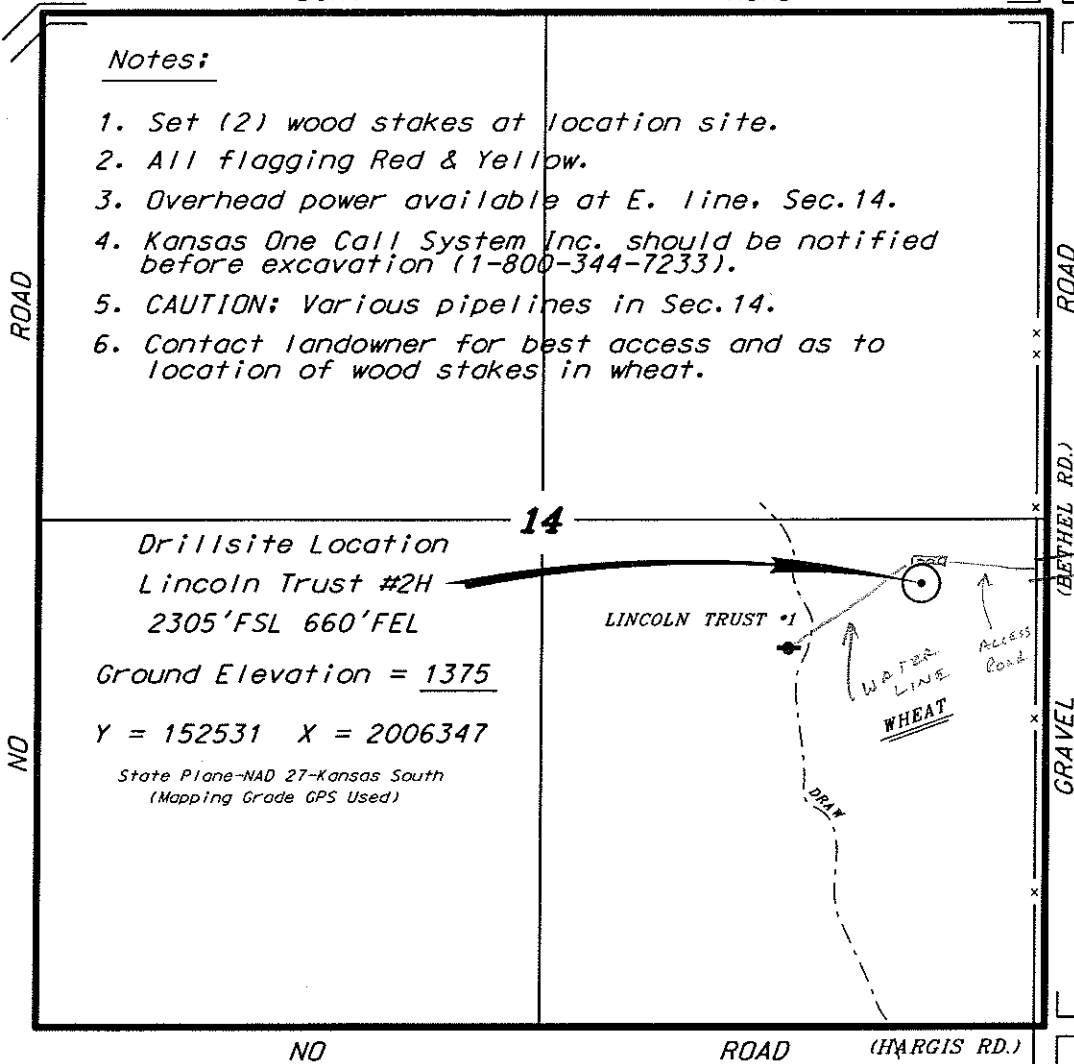 Notes:
1. Set (2) wood stakes at location site.
2. All flagging Red & Yellow.
3. Overhead power available at E. line, Sec.14.
4. Kansas One Call System Inc. should be notified
before excavation (1-800-344-7233).
5. CAUTION: Various pipelines in Sec.14.
6. Contact landowner for best access and as to
location of wood stakes in wheat.
NO ROAD
14
Drillsite Location
Lincoln Trust #2H
2305'FSL 660'FEL
Ground Elevation = 1375
Y = 152531 X = 2006347
State Plane-NAD 27-Kansas South
(Mapping Grade GPS Used)
LINCOLN TRUST #1
WATER
LINE
ACCESS
Road
WHEAT
DRAW
GRAVEL (BETHEL RD.) ROAD
NO ROAD (HARGIS RD.)